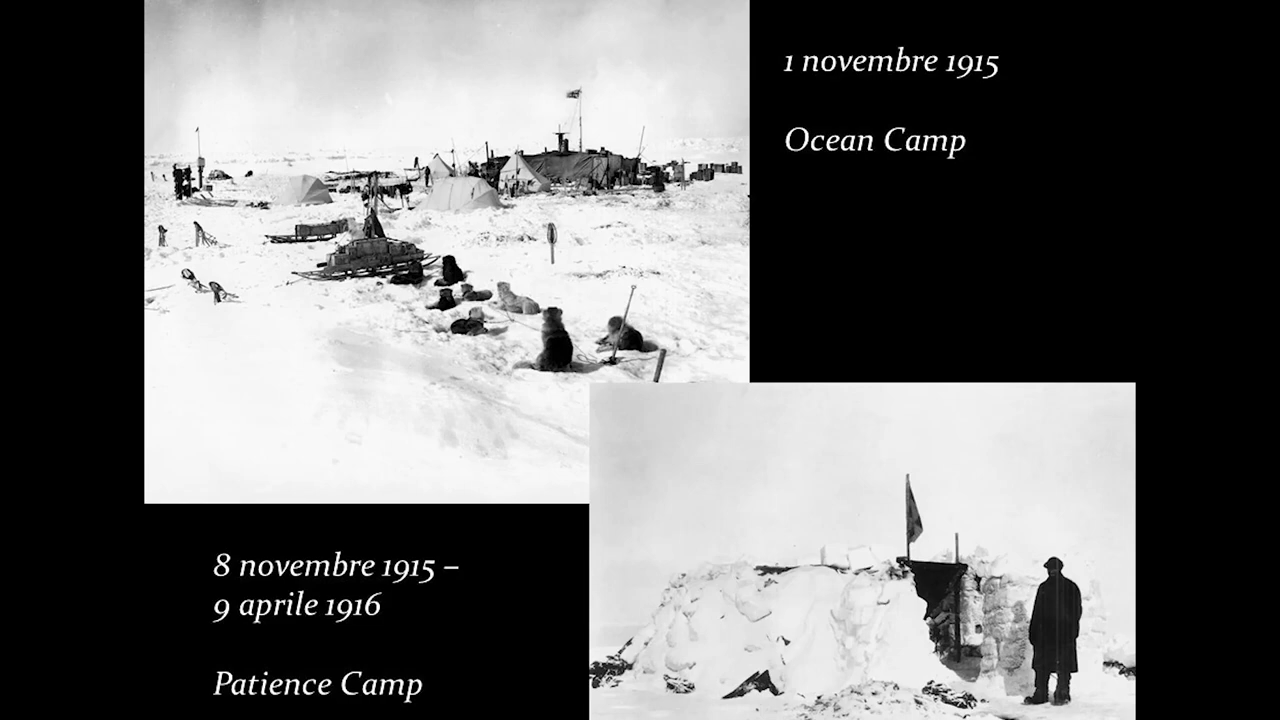 1 novembre 1915
Ocean Camp
8 novembre 1915 –
9 aprile 1916
Patience Camp